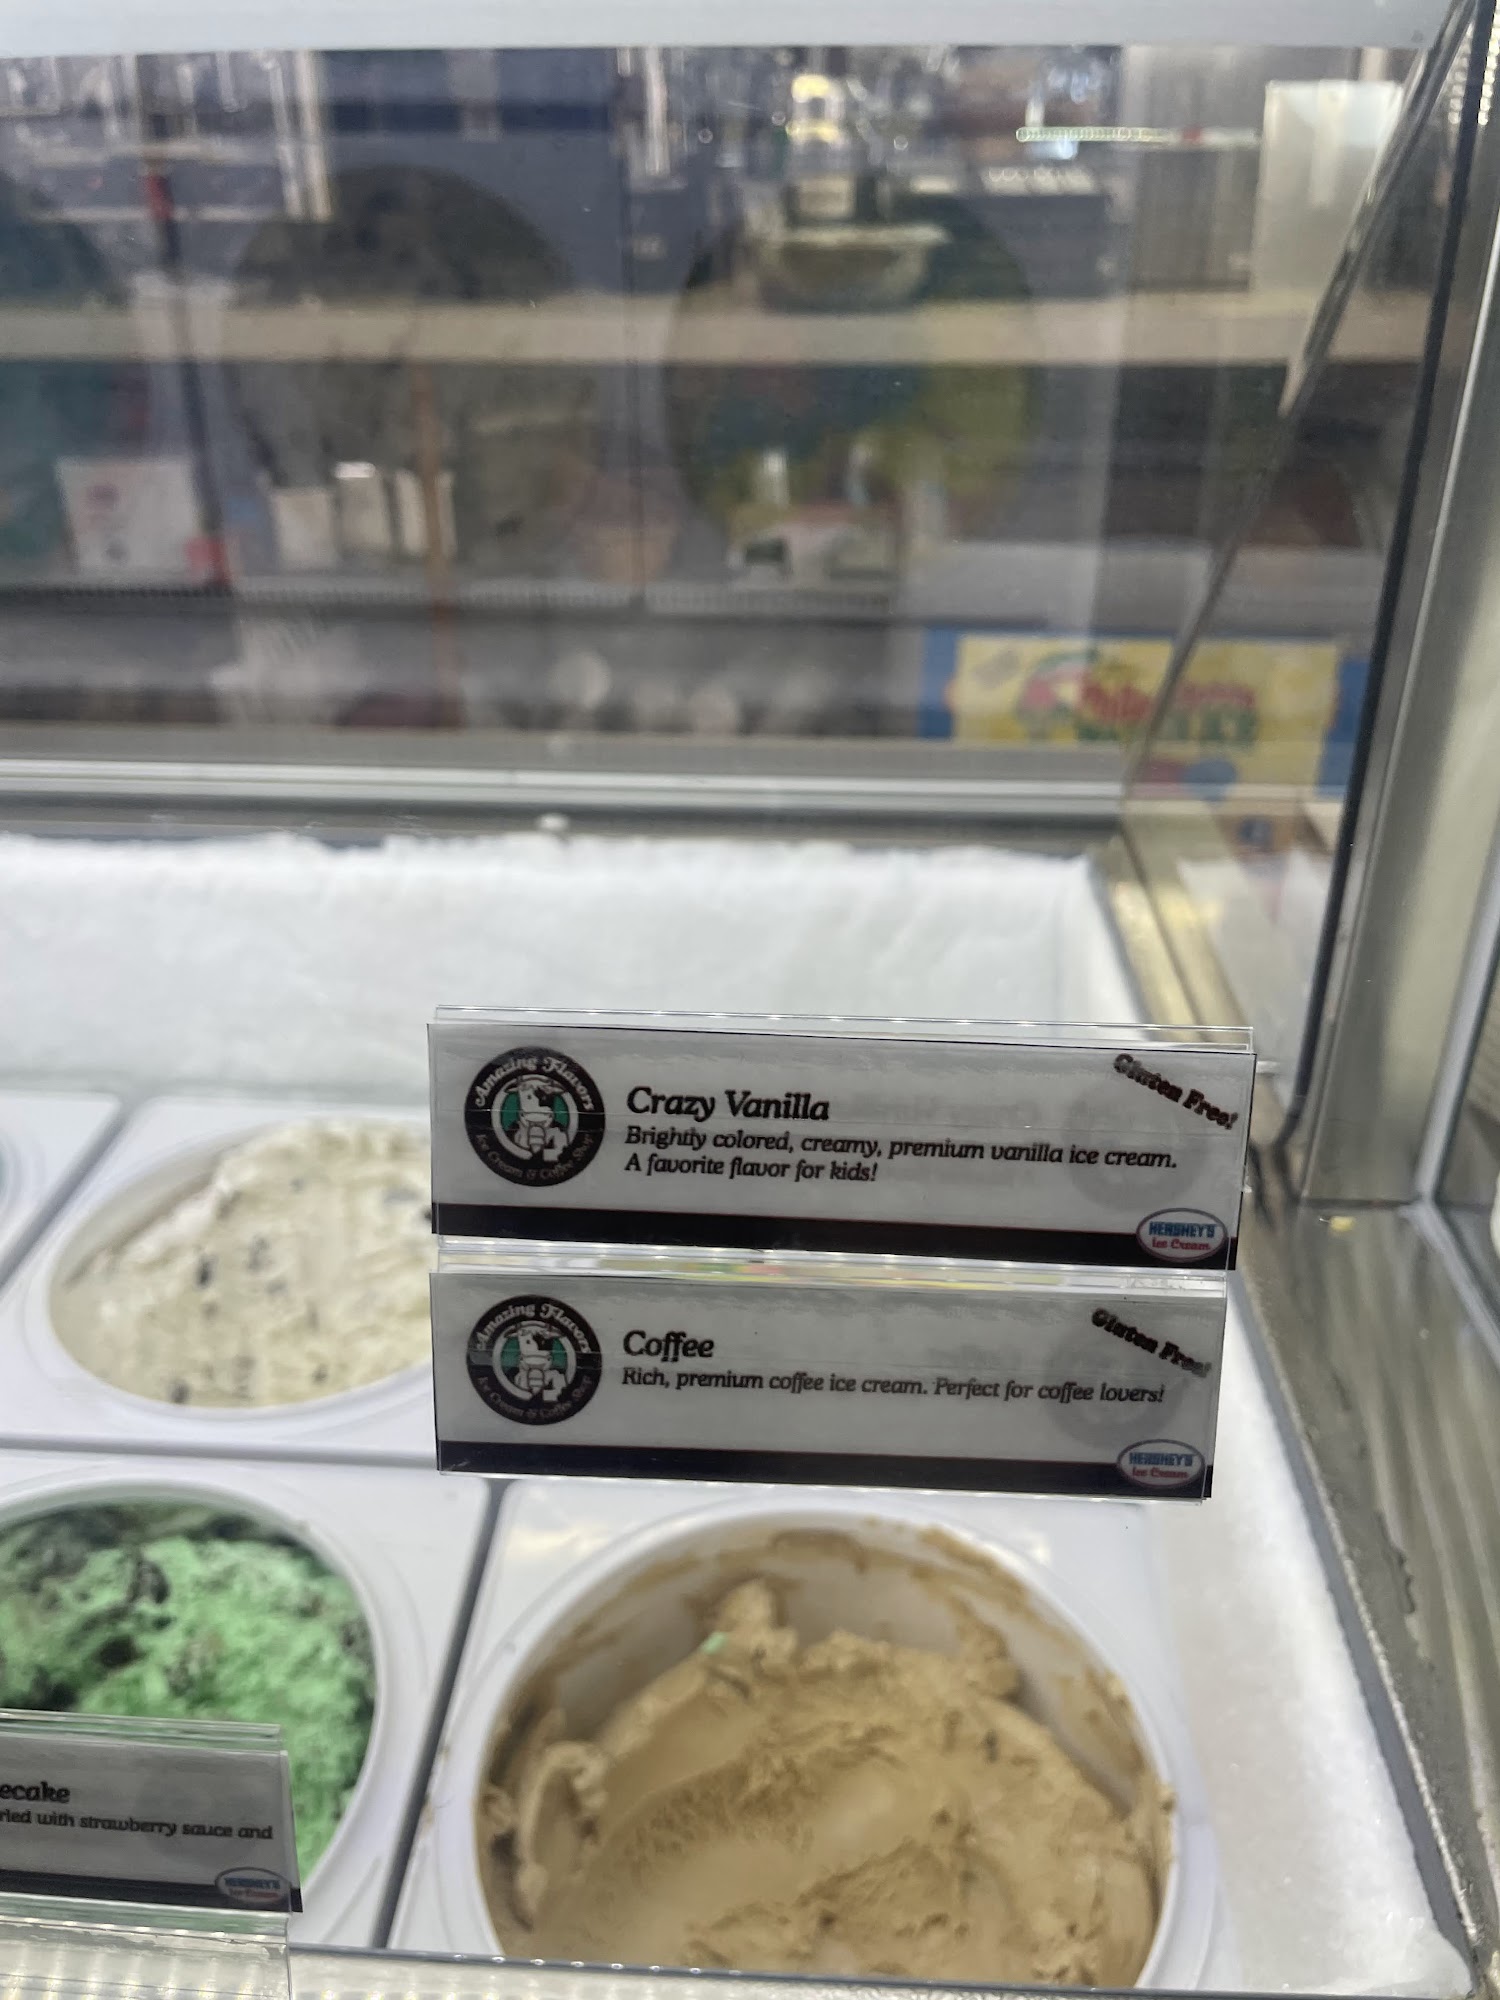 Amazing Flavors
Ice Cream & Coffee Shop
Crazy Vanilla
Gluten Free!
Brightly colored, creamy, premium vanilla ice cream.
A favorite flavor for kids!
HERSHEY'S
Ice Cream
Amazing Flavors
Ice Cream & Coffee Shop
Coffee
Gluten Free!
Rich, premium coffee ice cream. Perfect for coffee lovers!
HERSHEY'S
Ice Cream
ecake
rled with strawberry sauce and
HERSHEY'S
Ice Cream